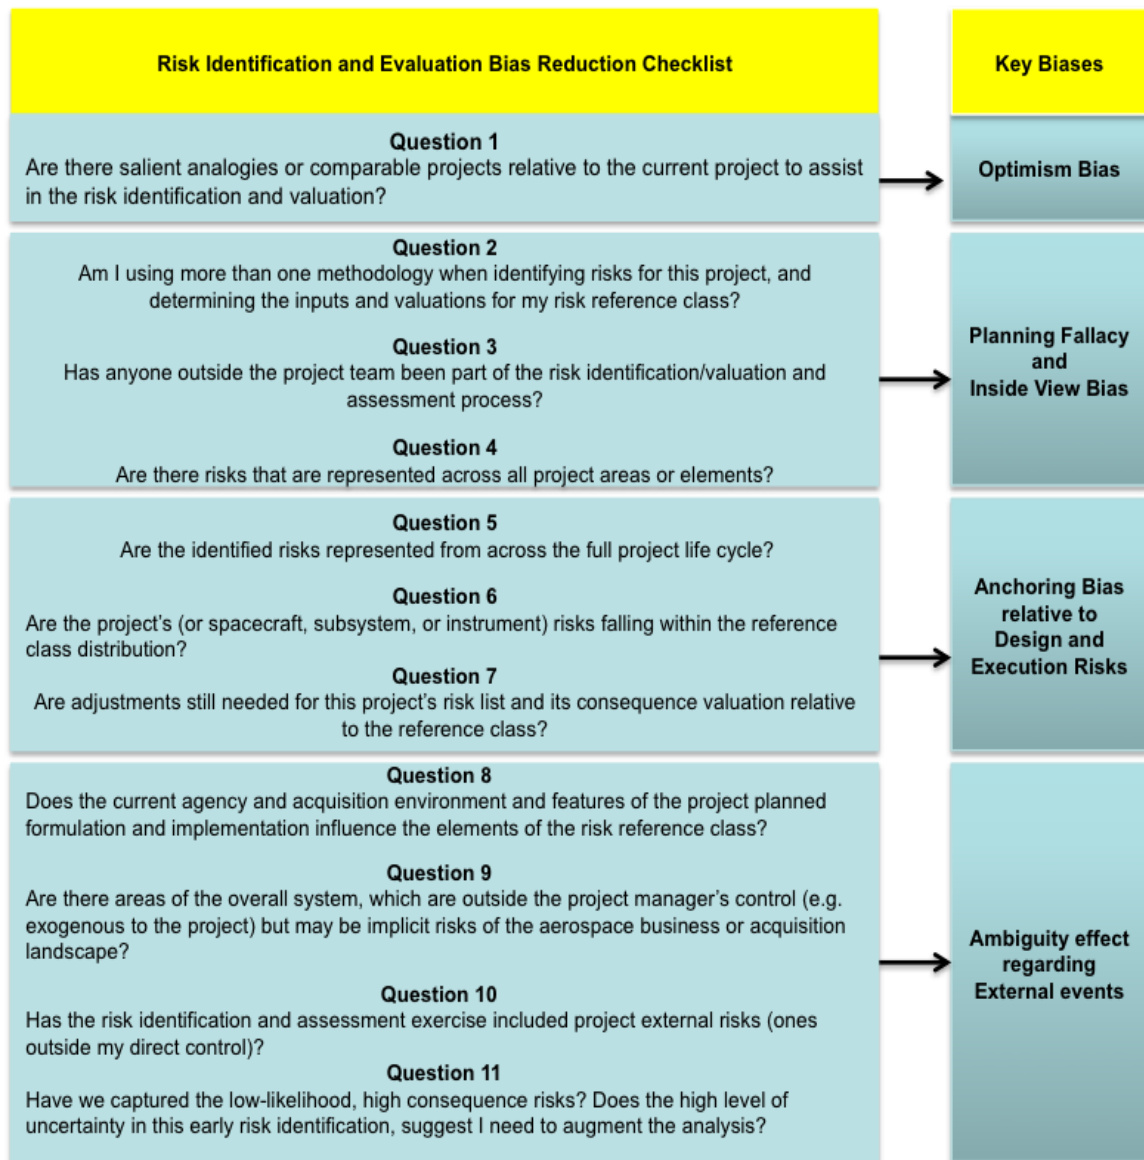 Risk Identification and Evaluation Bias Reduction Checklist
Key Biases
Question 1
Are there salient analogies or comparable projects relative to the current project to assist
in the risk identification and valuation?
Optimism Bias
Question 2
Am I using more than one methodology when identifying risks for this project, and
determining the inputs and valuations for my risk reference class?
Question 3
Has anyone outside the project team been part of the risk identification/valuation and
assessment process?
Question 4
Are there risks that are represented across all project areas or elements?
Planning Fallacy
and
Inside View Bias
Question 5
Are the identified risks represented from across the full project life cycle?
Question 6
Are the project's (or spacecraft, subsystem, or instrument) risks falling within the reference
class distribution?
Question 7
Are adjustments still needed for this project's risk list and its consequence valuation relative
to the reference class?
Anchoring Bias
relative to
Design and
Execution Risks
Question 8
Does the current agency and acquisition environment and features of the project planned
formulation and implementation influence the elements of the risk reference class?
Question 9
Are there areas of the overall system, which are outside the project manager's control (e.g.
exogenous to the project) but may be implicit risks of the aerospace business or acquisition
landscape?
Question 10
Has the risk identification and assessment exercise included project external risks (ones
outside my direct control)?
Question 11
Have we captured the low-likelihood, high consequence risks? Does the high level of
uncertainty in this early risk identification, suggest I need to augment the analysis?
Ambiguity effect
regarding
External events